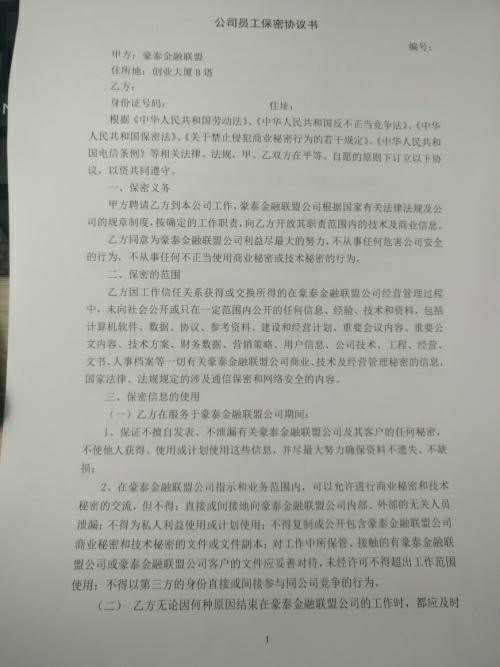 公司员工保密协议书
编号：
甲方：豪泰金融联盟
住所地：创业大厦 B 塔
乙方：
身份证号码： 住址：
根据《中华人民共和国劳动法》、《中华人民共和国反不正当竞争法》、《中华
人民共和国保密法》、《关于禁止侵犯商业秘密行为的若干规定》、《中华人民共和
国电信条例》等相关法律、法规，甲、乙双方在平等、自愿的原则下订立以下协
议，以资共同遵守。
一、保密义务
甲方聘请乙方到本公司工作，豪泰金融联盟公司根据国家有关法律法规及公
司的规章制度，按确定的工作职责，向乙方开放其职责范围内的技术及商业信息。
乙方同意为豪泰金融联盟公司利益尽最大的努力，不从事任何危害公司安全
的行为，不从事任何不正当使用商业秘密或技术秘密的行为。
二、保密的范围
乙方因工作信任关系获得或交换所得的在豪泰金融联盟公司经营管理过程
中，未向社会公开或只在一定范围内公开的任何信息、经验、技术和资料，包括
计算机软件、数据、协议、参考资料、建设和经营计划、重要会议内容、重要公
文内容、技术方案、财务数据、营销策略、用户信息、公司技术、工程、经营、
文书、人事档案等一切有关豪泰金融联盟公司商业、技术及经营管理秘密的信息，
国家法律、法规规定的涉及通信保密和网络安全的内容。
三、保密信息的使用
（一）乙方在服务于豪泰金融联盟公司期间：
1、保证不擅自发表、不泄漏有关豪泰金融联盟公司及其客户的任何秘密，
不使他人获得、使用或计划使用这些信息，并尽最大努力确保资料不遗失、不缺
损；
2、在豪泰金融联盟公司指示和业务范围内，可以允许进行商业秘密和技术
秘密的交流，但不得：直接或间接地向豪泰金融联盟公司内部、外部的无关人员
泄漏；不得为私人利益使用或计划使用；不得复制或公开包含豪泰金融联盟公司
商业秘密和技术秘密的文件或文件副本；对工作中所保管、接触的有豪泰金融联
盟公司或豪泰金融联盟公司客户的文件应妥善对待，未经许可不得超出工作范围
使用；不得以第三方的身份直接或间接参与同公司竞争的行为。
（二） 乙方无论因何种原因结束在豪泰金融联盟公司的工作时，都应及时
1